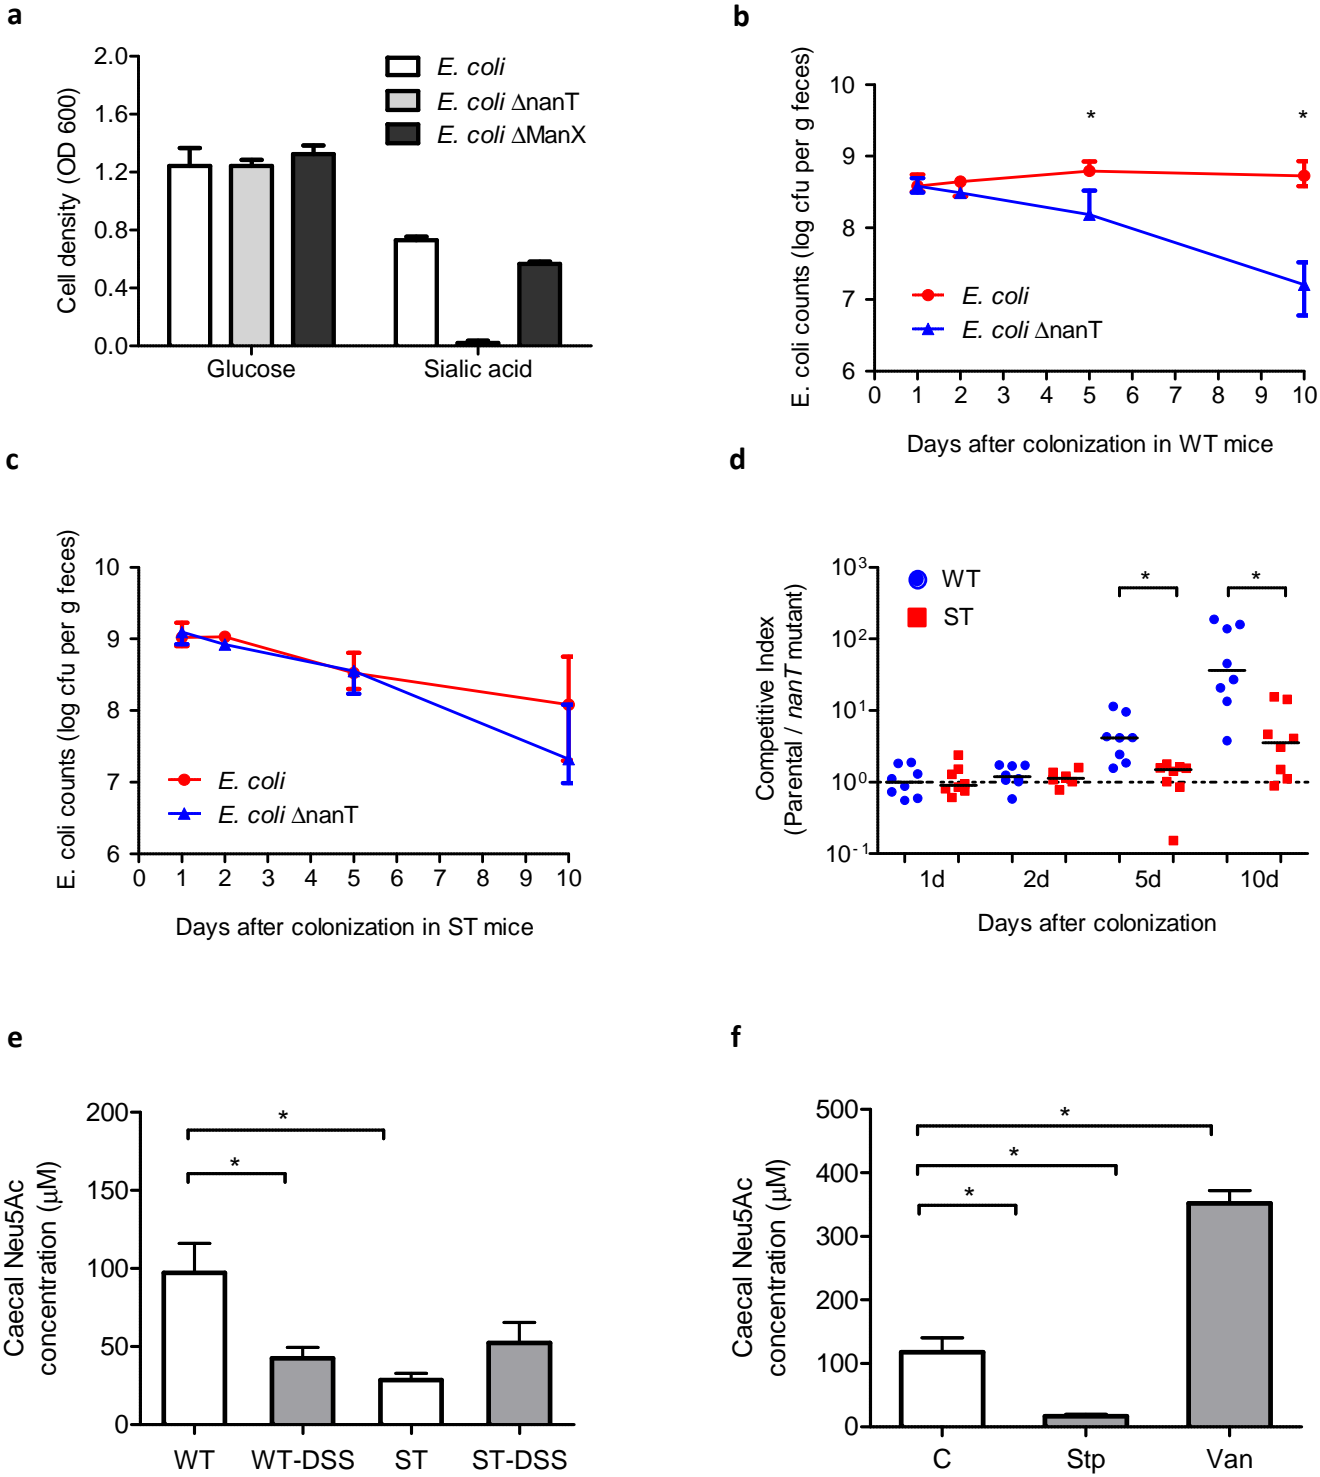 a
2.0
1.6
1.2
0.8
0.4
0.0
Cell density (OD 600)
E. coli
E. coli ΔnanT
E. coli ΔManX
Glucose
Sialic acid
b
10
9
8
7
6
E. coli counts (log cfu per g feces)
*
*
E. coli
E. coli ΔnanT
0 1 2 3 4 5 6 7 8 9 10
Days after colonization in WT mice
c
10
9
8
7
6
E. coli counts (log cfu per g feces)
E. coli
E. coli ΔnanT
0 1 2 3 4 5 6 7 8 9 10
Days after colonization in ST mice
d
10³
10²
10¹
10⁰
10⁻¹
Competitive Index
(Parental / nanT mutant)
WT
ST
*
*
1d 2d 5d 10d
Days after colonization
e
200
150
100
50
0
Caecal Neu5Ac
concentration (μM)
*
*
WT WT-DSS ST ST-DSS
f
500
400
300
200
100
0
Caecal Neu5Ac
concentration (μM)
*
*
*
C Stp Van